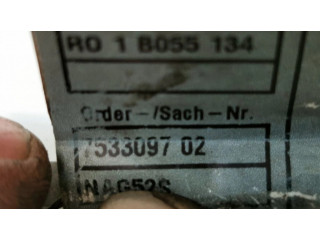 RO 1 B055 134
Order-/Sach-Nr.
7533097 02
NAG52S